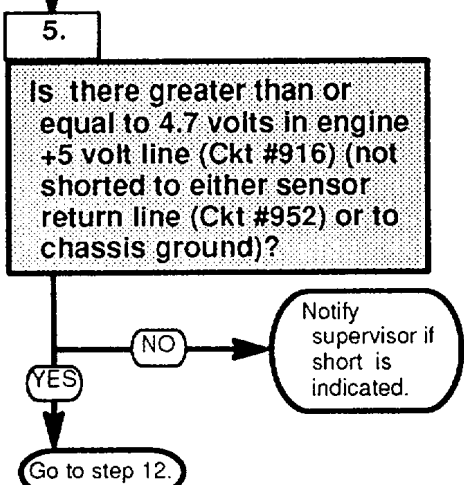 5.
Is there greater than or
equal to 4.7 volts in engine
+5 volt line (Ckt #916) (not
shorted to either sensor
return line (Ckt #952) or to
chassis ground)?
NO
Notify
supervisor if
short is
indicated.
YES
Go to step 12.